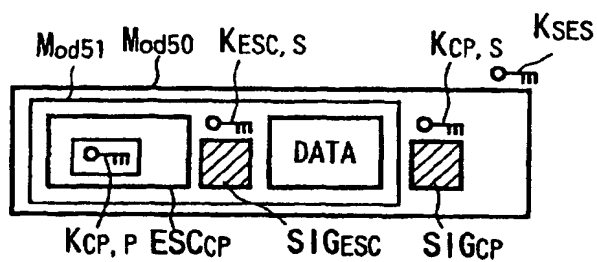 Mod51 Mod50 KESC, S KCP, S KSES
DATA
KCP, P ESCCP SIGESC SIGCP